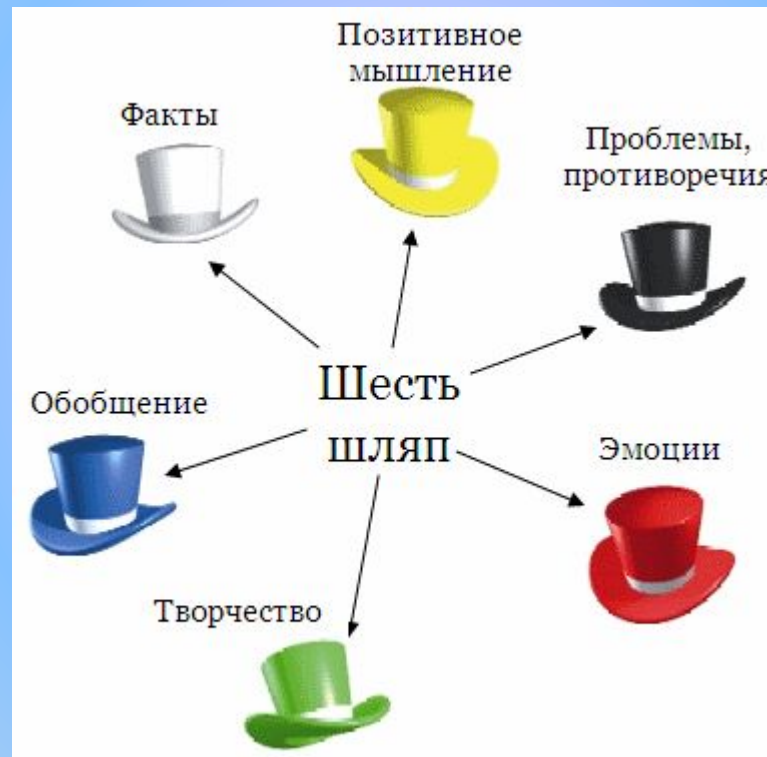 Позитивное
мышление
Факты
Проблемы,
противоречия
Шесть
шляп
Обобщение
Эмоции
Творчество